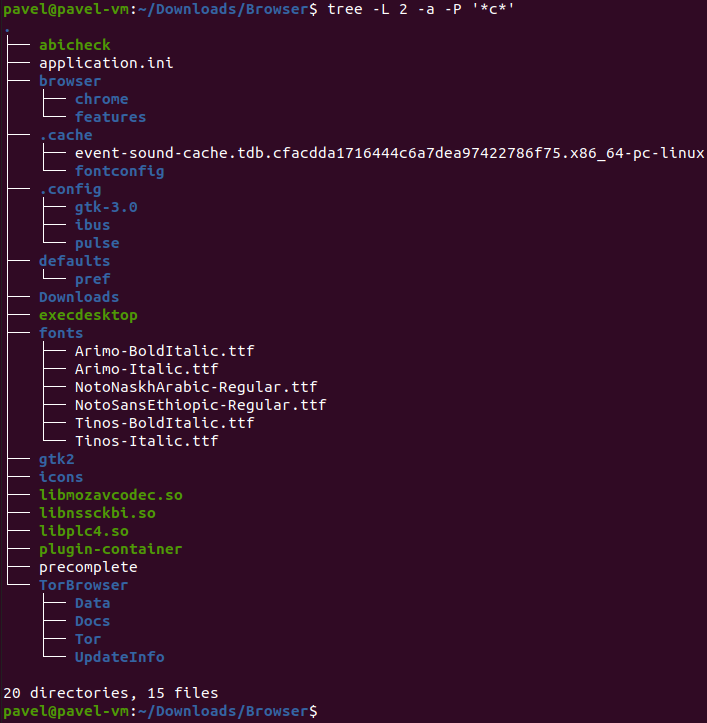 pavel@pavel-vm:~/Downloads/Browser$ tree -L 2 -a -P '*c*'
.
├── abicheck
├── application.ini
├── browser
│   ├── chrome
│   └── features
├── .cache
│   ├── event-sound-cache.tdb.cfacdda1716444c6a7dea97422786f75.x86_64-pc-linux
│   └── fontconfig
├── .config
│   ├── gtk-3.0
│   ├── ibus
│   └── pulse
├── defaults
│   └── pref
├── Downloads
├── execdesktop
├── fonts
│   ├── Arimo-BoldItalic.ttf
│   ├── Arimo-Italic.ttf
│   ├── NotoNaskhArabic-Regular.ttf
│   ├── NotoSansEthiopic-Regular.ttf
│   ├── Tinos-BoldItalic.ttf
│   └── Tinos-Italic.ttf
├── gtk2
├── icons
├── libmozavcodec.so
├── libnssckbi.so
├── libplc4.so
├── plugin-container
├── precomplete
└── TorBrowser
    ├── Data
    ├── Docs
    ├── Tor
    └── UpdateInfo

20 directories, 15 files
pavel@pavel-vm:~/Downloads/Browser$